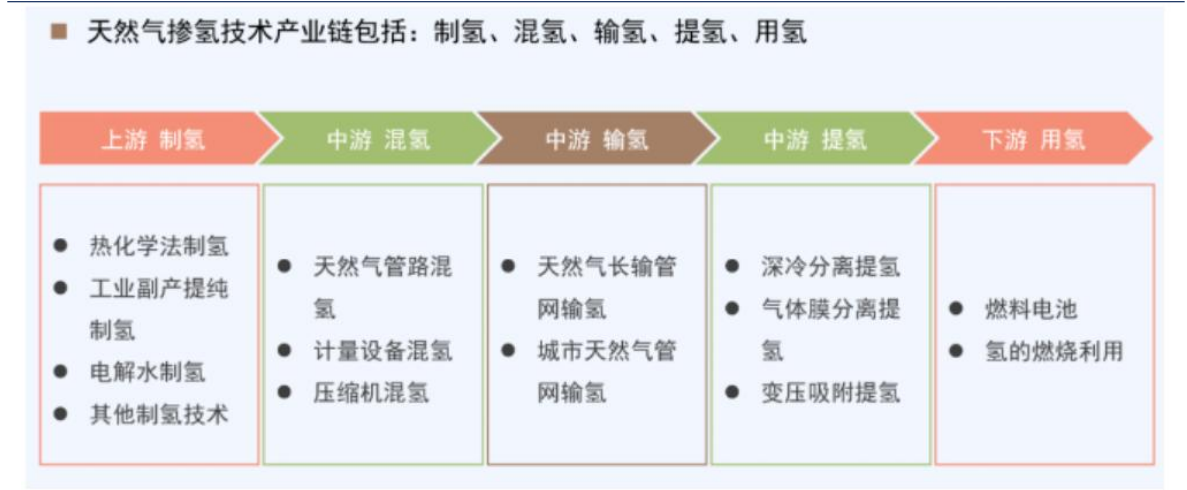 ■ 天然气掺氢技术产业链包括：制氢、混氢、输氢、提氢、用氢
上游 制氢
中游 混氢
中游 输氢
中游 提氢
下游 用氢
● 热化学法制氢
● 工业副产提纯
制氢
● 电解水制氢
● 其他制氢技术
● 天然气管路混
氢
● 计量设备混氢
● 压缩机混氢
● 天然气长输管
网输氢
● 城市天然气管
网输氢
● 深冷分离提氢
● 气体膜分离提
氢
● 变压吸附提氢
● 燃料电池
● 氢的燃烧利用